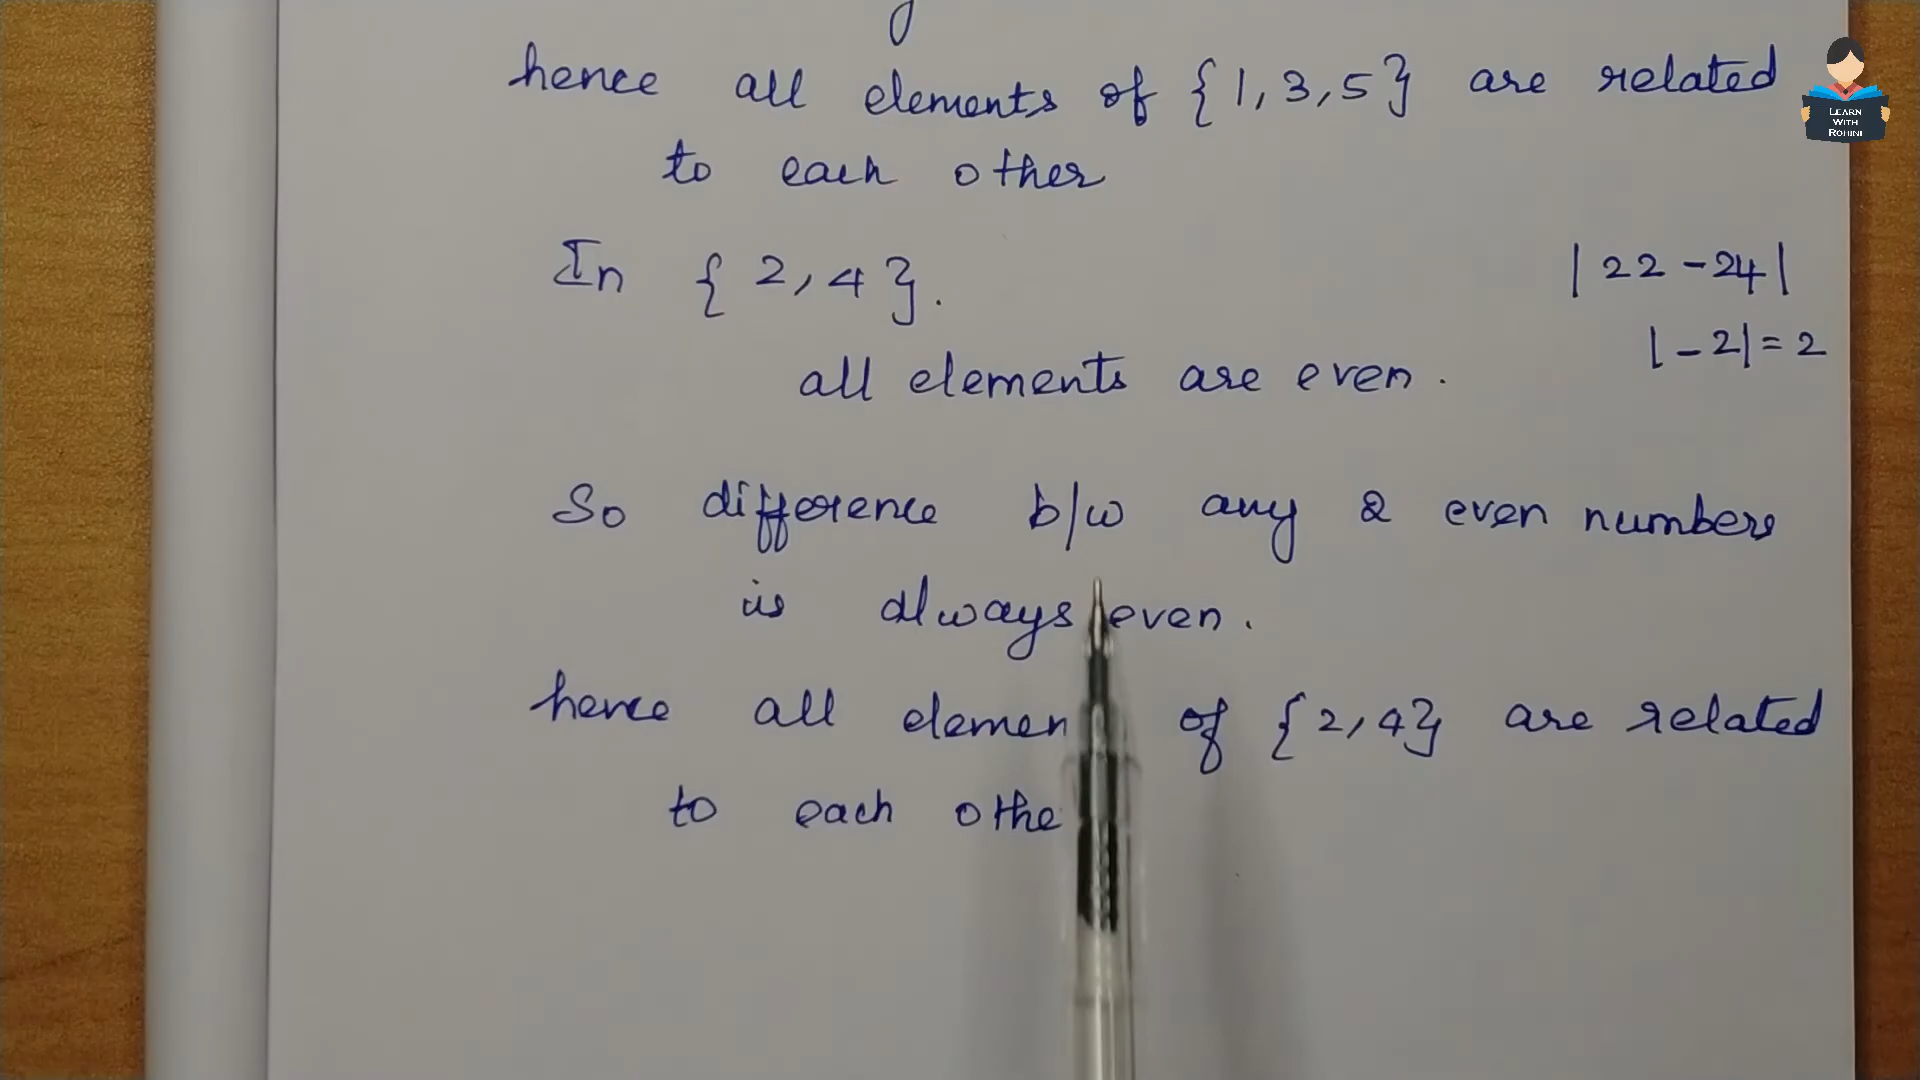 hence all elements of {1,3,5} are related
to each other
LEARN
WITH
ROHINI
In {2,4}.
|22-24|
|-2|=2
all elements are even.
So difference b/w any 2 even numbers
is always even.
hence all elemen of {2,4} are related
to each othe